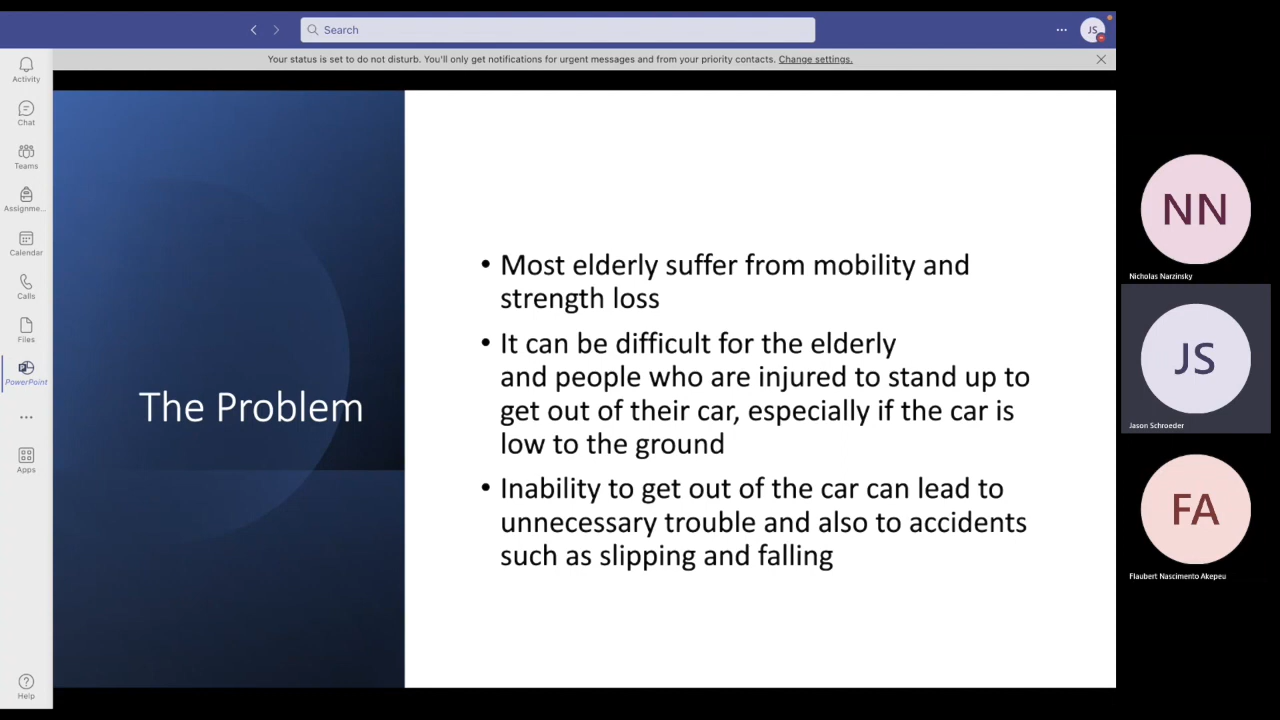 Search
JS
Your status is set to do not disturb. You'll only get notifications for urgent messages and from your priority contacts. Change settings.
Activity
Chat
Teams
Assignme...
Calendar
Calls
Files
PowerPoint
Apps
Help
The Problem
• Most elderly suffer from mobility and
strength loss
• It can be difficult for the elderly
and people who are injured to stand up to
get out of their car, especially if the car is
low to the ground
• Inability to get out of the car can lead to
unnecessary trouble and also to accidents
such as slipping and falling
NN
Nicholas Narzinsky
JS
Jason Schroeder
FA
Flaubert Nascimento Akepeu